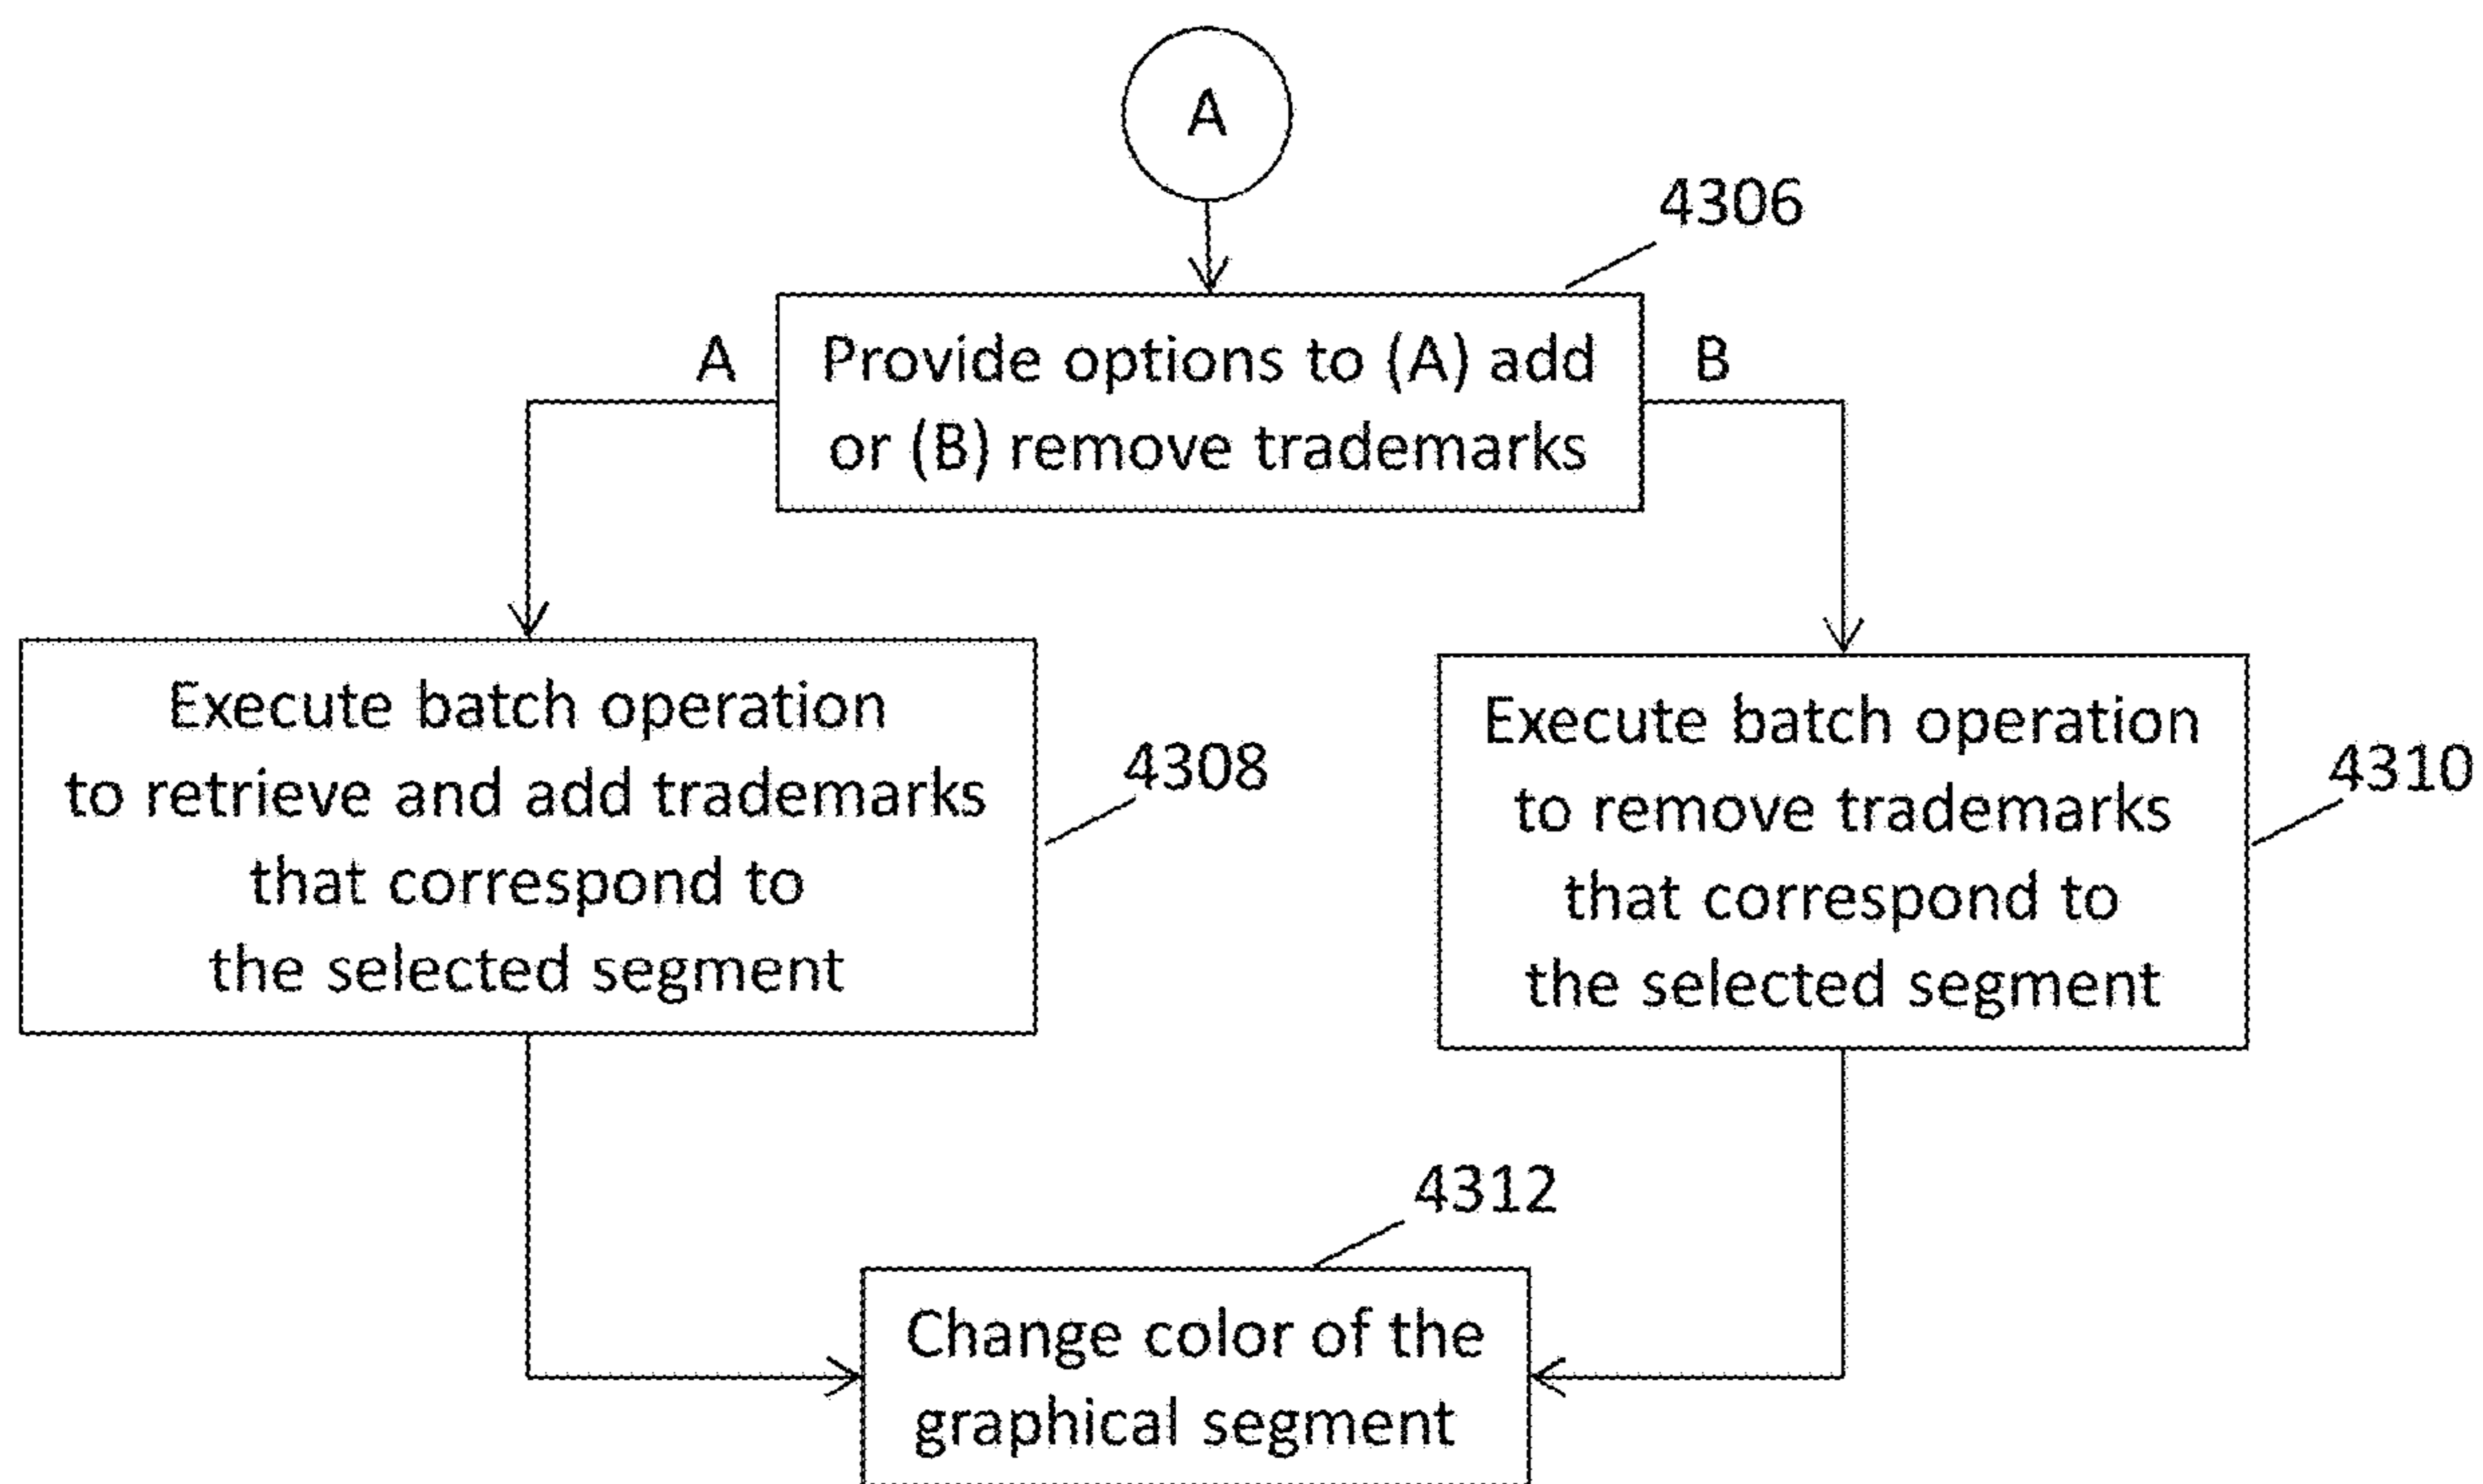 A
4306
A
Provide options to (A) add
or (B) remove trademarks
B
Execute batch operation
to retrieve and add trademarks
that correspond to
the selected segment
4308
Execute batch operation
to remove trademarks
that correspond to
the selected segment
4310
4312
Change color of the
graphical segment